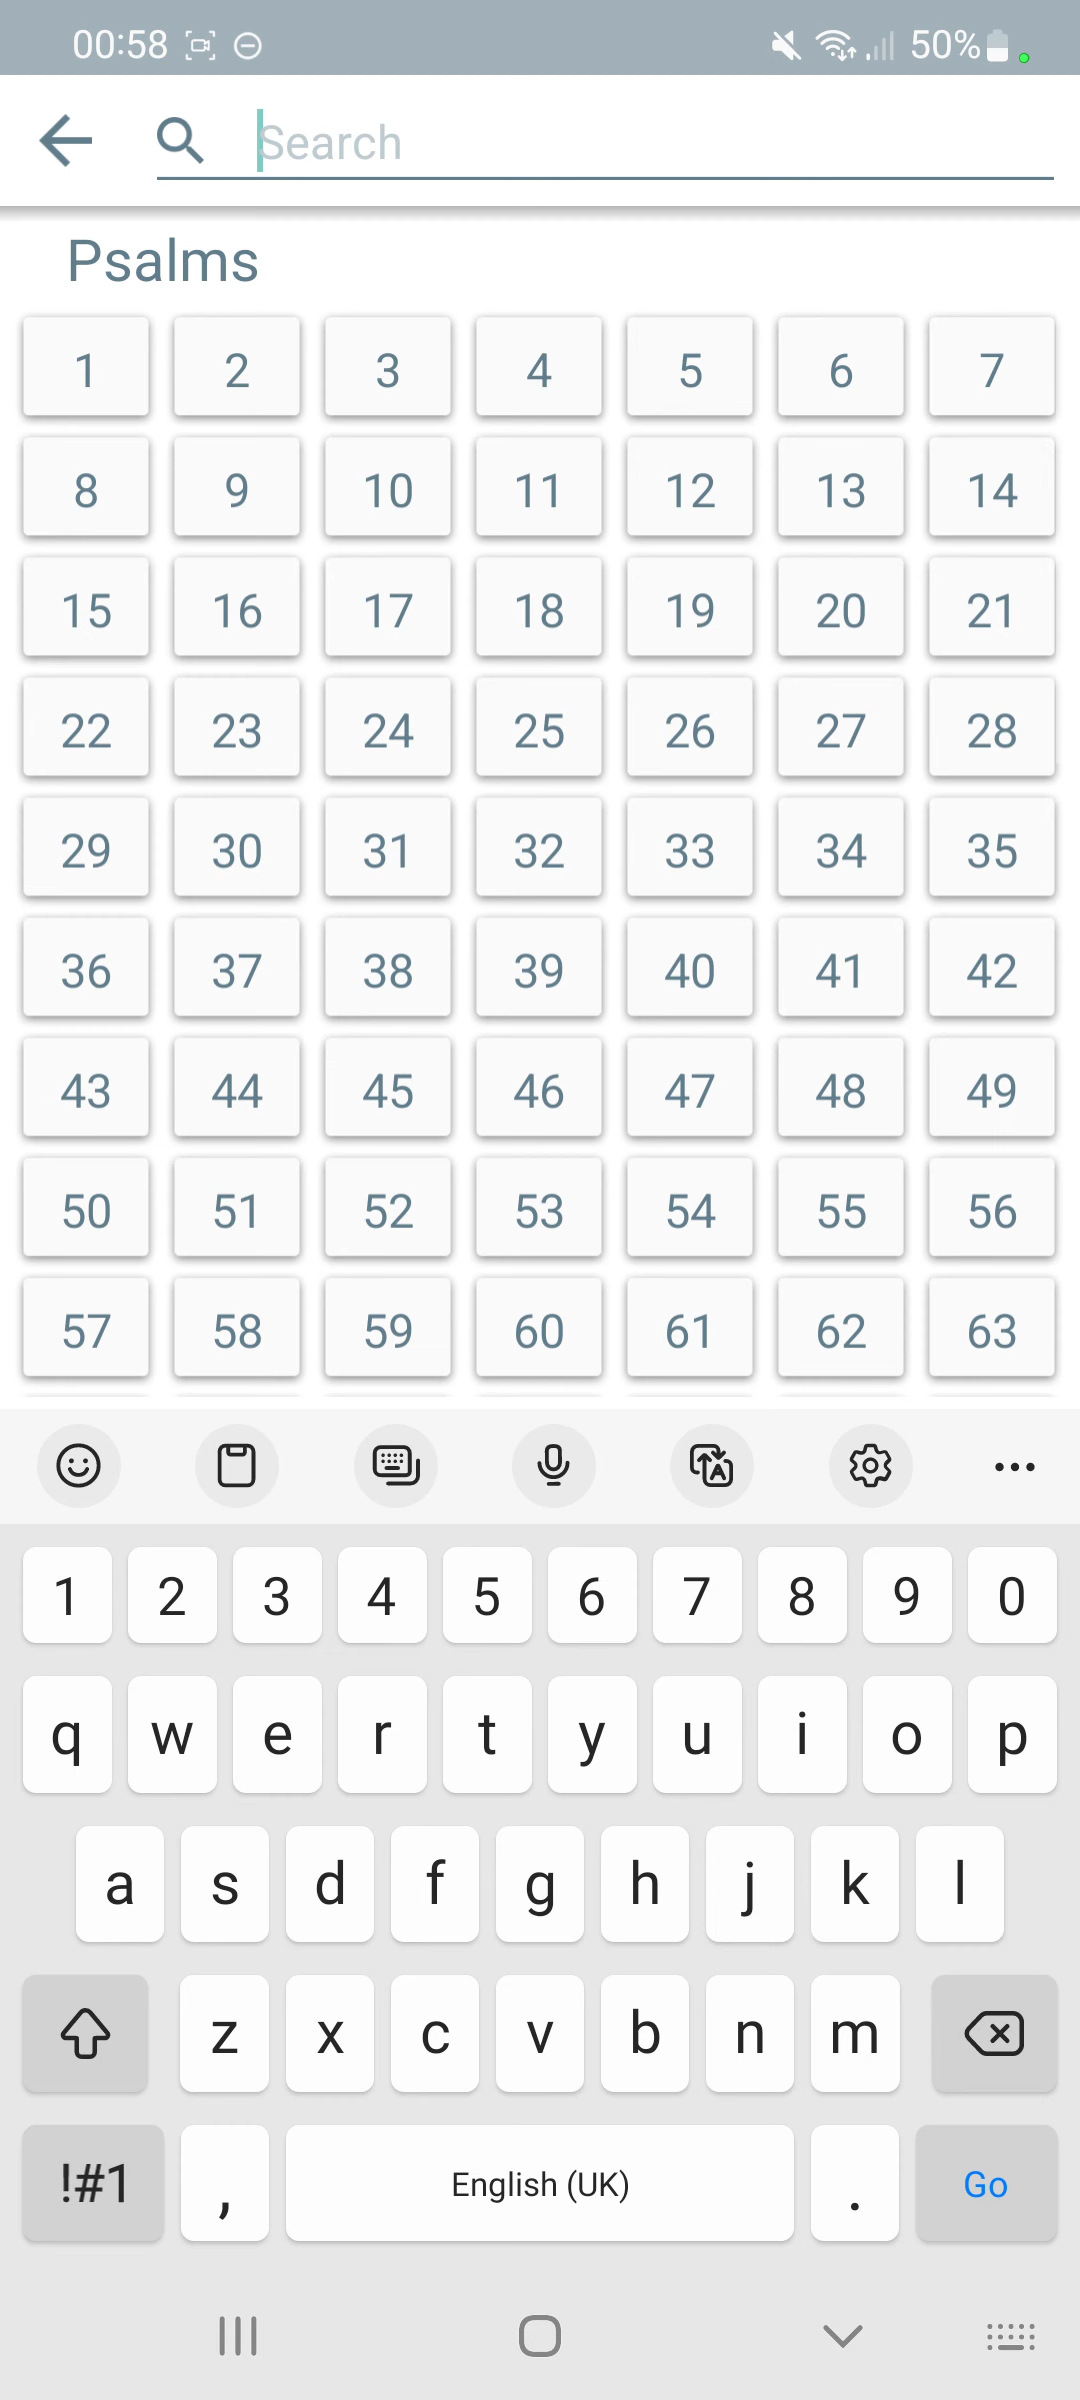 00:58 50%
Search
Psalms
1 2 3 4 5 6 7
8 9 10 11 12 13 14
15 16 17 18 19 20 21
22 23 24 25 26 27 28
29 30 31 32 33 34 35
36 37 38 39 40 41 42
43 44 45 46 47 48 49
50 51 52 53 54 55 56
57 58 59 60 61 62 63
1 2 3 4 5 6 7 8 9 0
q w e r t y u i o p
a s d f g h j k l
z x c v b n m
!#1 , English (UK) . Go